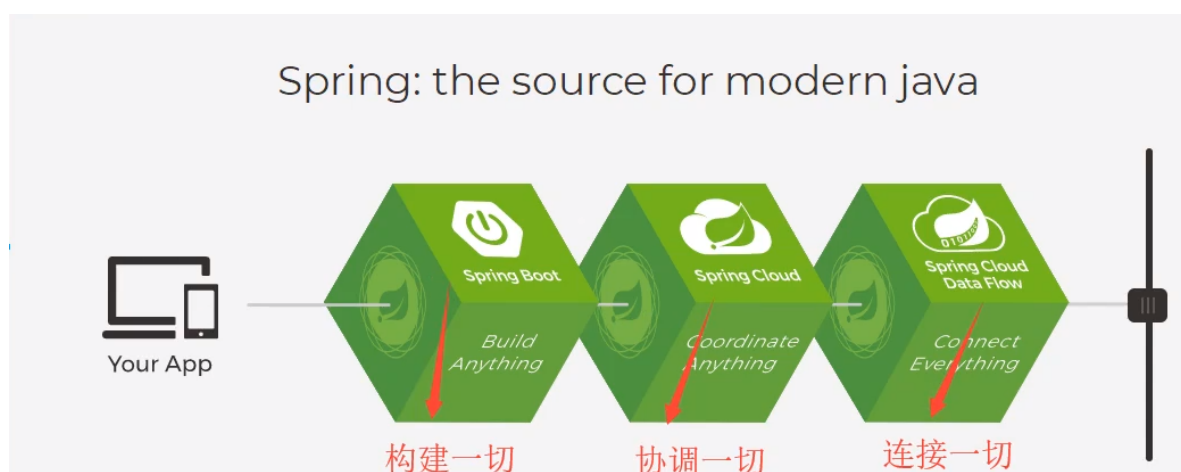 Spring: the source for modern java
Spring Boot
Spring Cloud
Spring Cloud
Data Flow
Build
Anything
Coordinate
Anything
Connect
Everything
Your App
构建一切
协调一切
连接一切